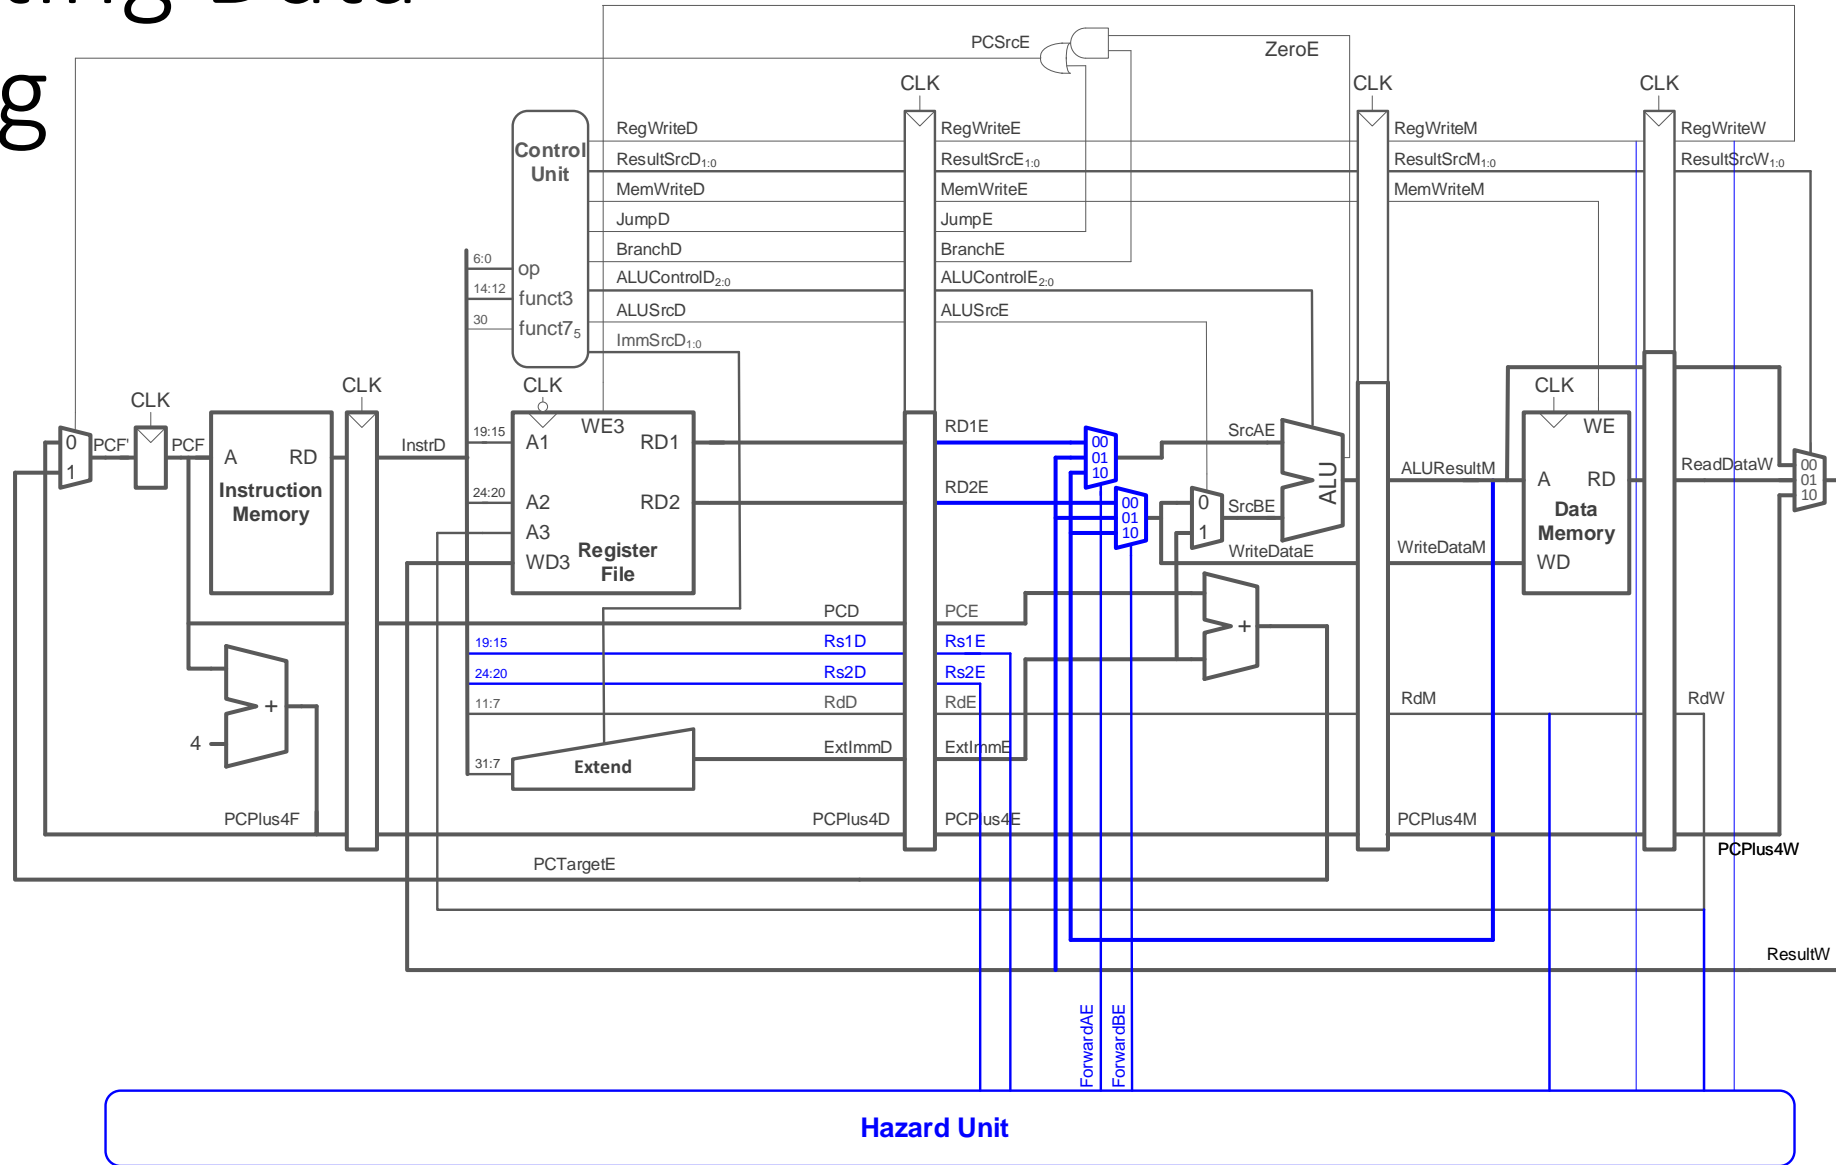 ting Data
g
PCSrcE
ZeroE
CLK
CLK
CLK
Control
Unit
op
funct3
funct7₅
6:0
14:12
30
RegWriteD
ResultSrcD₁:₀
MemWriteD
JumpD
BranchD
ALUControlD₂:₀
ALUSrcD
ImmSrcD₁:₀
RegWriteE
ResultSrcE₁:₀
MemWriteE
JumpE
BranchE
ALUControlE₂:₀
ALUSrcE
RegWriteM
ResultSrcM₁:₀
MemWriteM
RegWriteW
ResultSrcW₁:₀
0
1
PCF'
CLK
PCF
A
RD
Instruction
Memory
CLK
InstrD
19:15
24:20
CLK
A1
A2
A3
WD3
WE3
RD1
RD2
Register
File
RD1E
RD2E
00
01
10
00
01
10
0
1
SrcAE
SrcBE
ALU
WriteDataE
ALUResultM
WriteDataM
CLK
WE
A
RD
Data
Memory
WD
ReadDataW
00
01
10
PCD
PCE
+
19:15
Rs1D
Rs1E
24:20
Rs2D
Rs2E
11:7
RdD
RdE
RdM
RdW
+
4
31:7
Extend
ExtImmD
ExtImmE
PCPlus4F
PCPlus4D
PCPlus4E
PCPlus4M
PCPlus4W
PCTargetE
ResultW
ForwardAE
ForwardBE
Hazard Unit